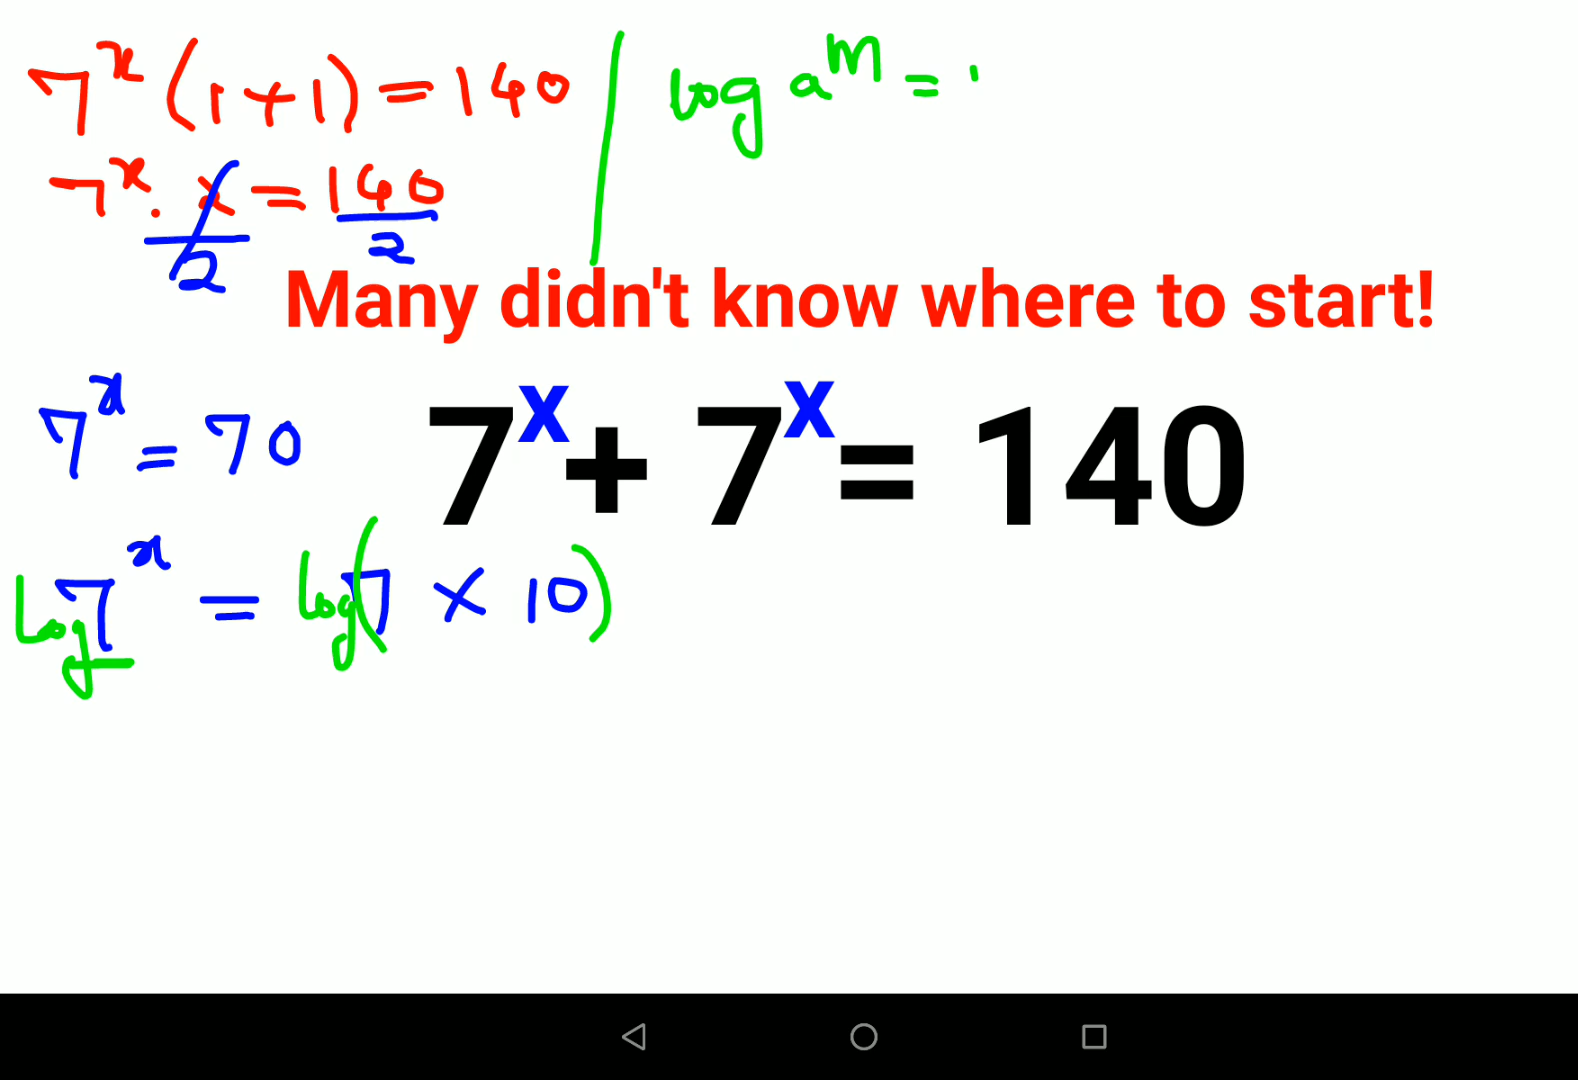 7^x (1+1) = 140
log a^m =
7^x . 2/2 = 140/2
Many didn't know where to start!
7^x = 70
7^x + 7^x = 140
log 7^x = log(7 × 10)